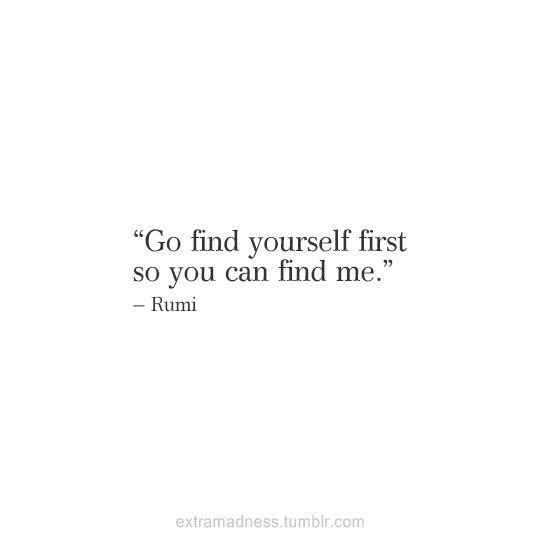 “Go find yourself first
so you can find me.”
– Rumi
extramadness.tumblr.com